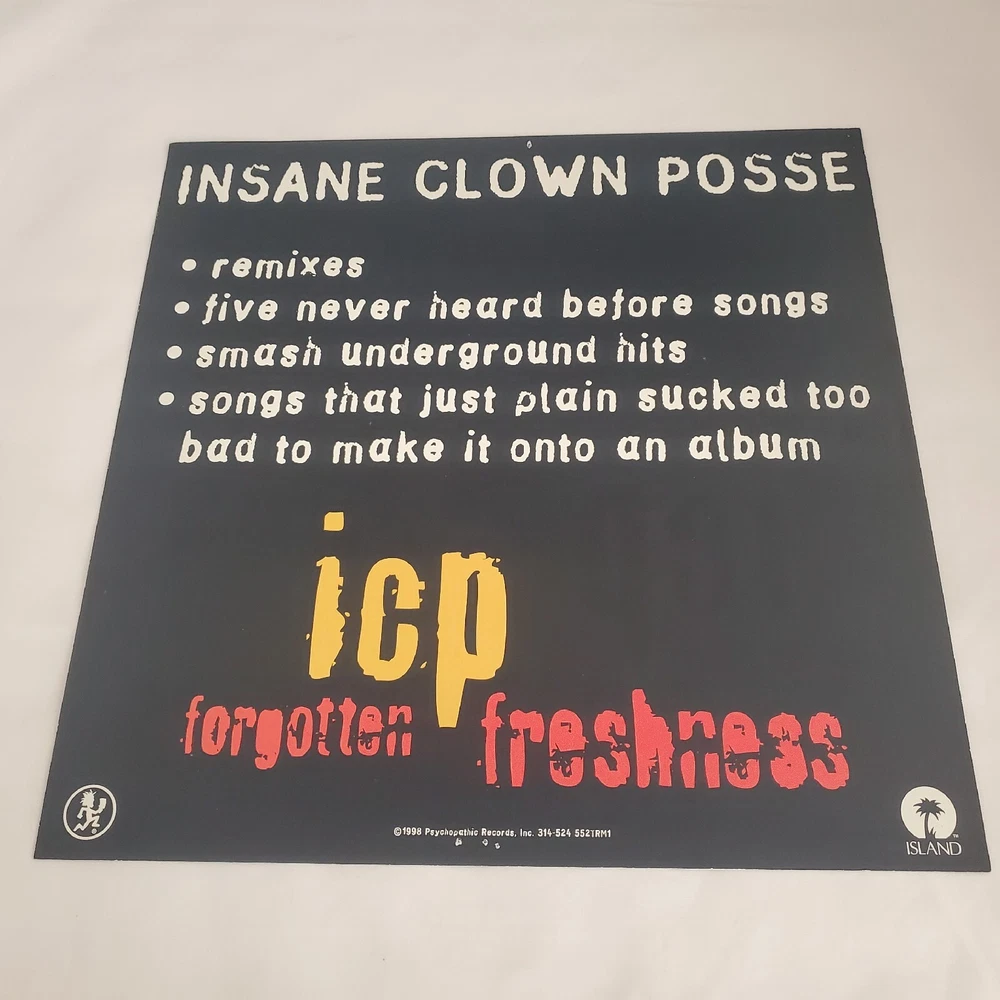 INSANE CLOWN POSSE
• remixes
• five never heard before songs
• smash underground hits
• songs that just plain sucked too
bad to make it onto an album
icp
forgotten freshness
©1998 Psychopathic Records, Inc. 314-524 552TRM1
ISLAND™